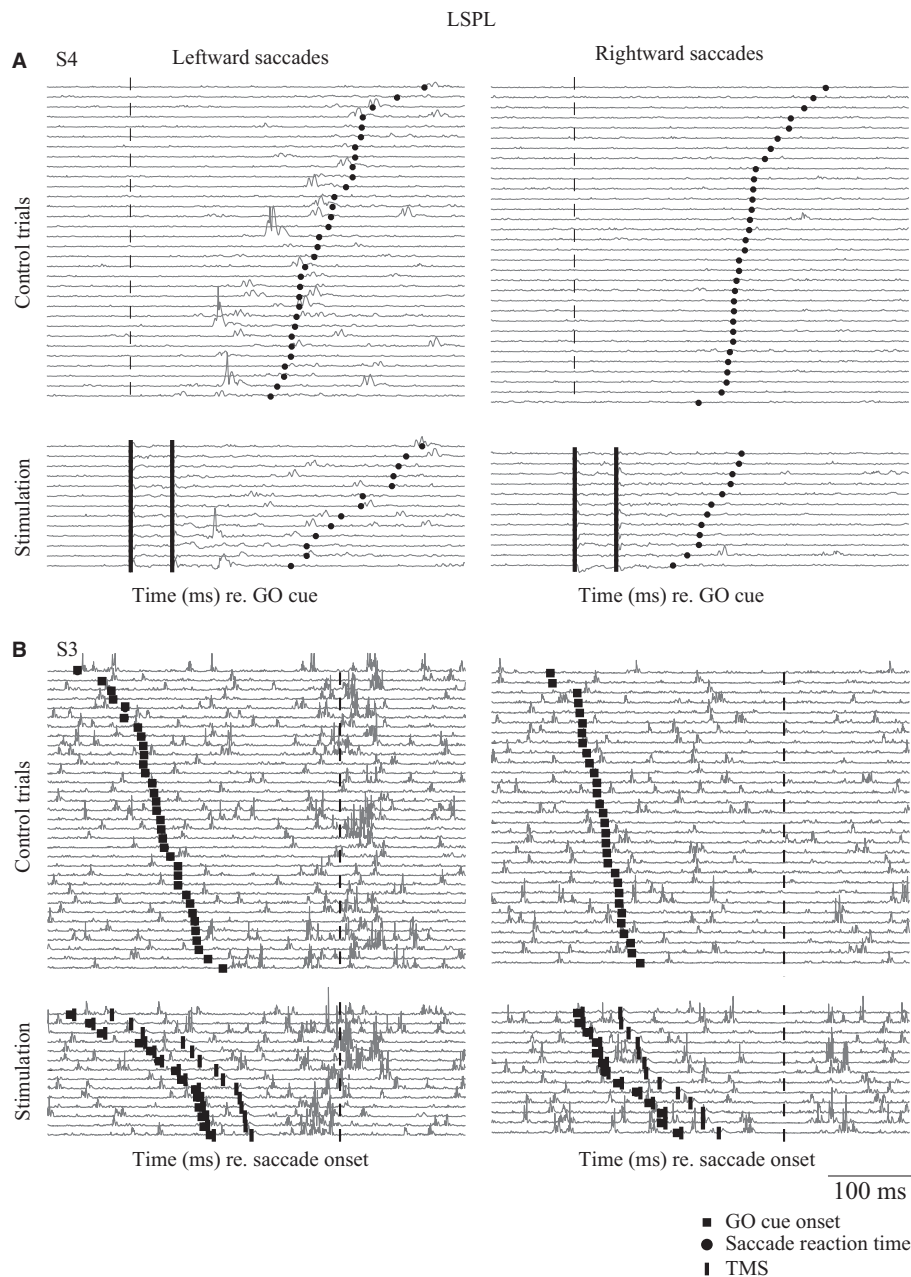 LSPL
A S4 Leftward saccades Rightward saccades
Control trials
Stimulation
Time (ms) re. GO cue Time (ms) re. GO cue
B S3
Control trials
Stimulation
Time (ms) re. saccade onset Time (ms) re. saccade onset
100 ms
GO cue onset
Saccade reaction time
TMS